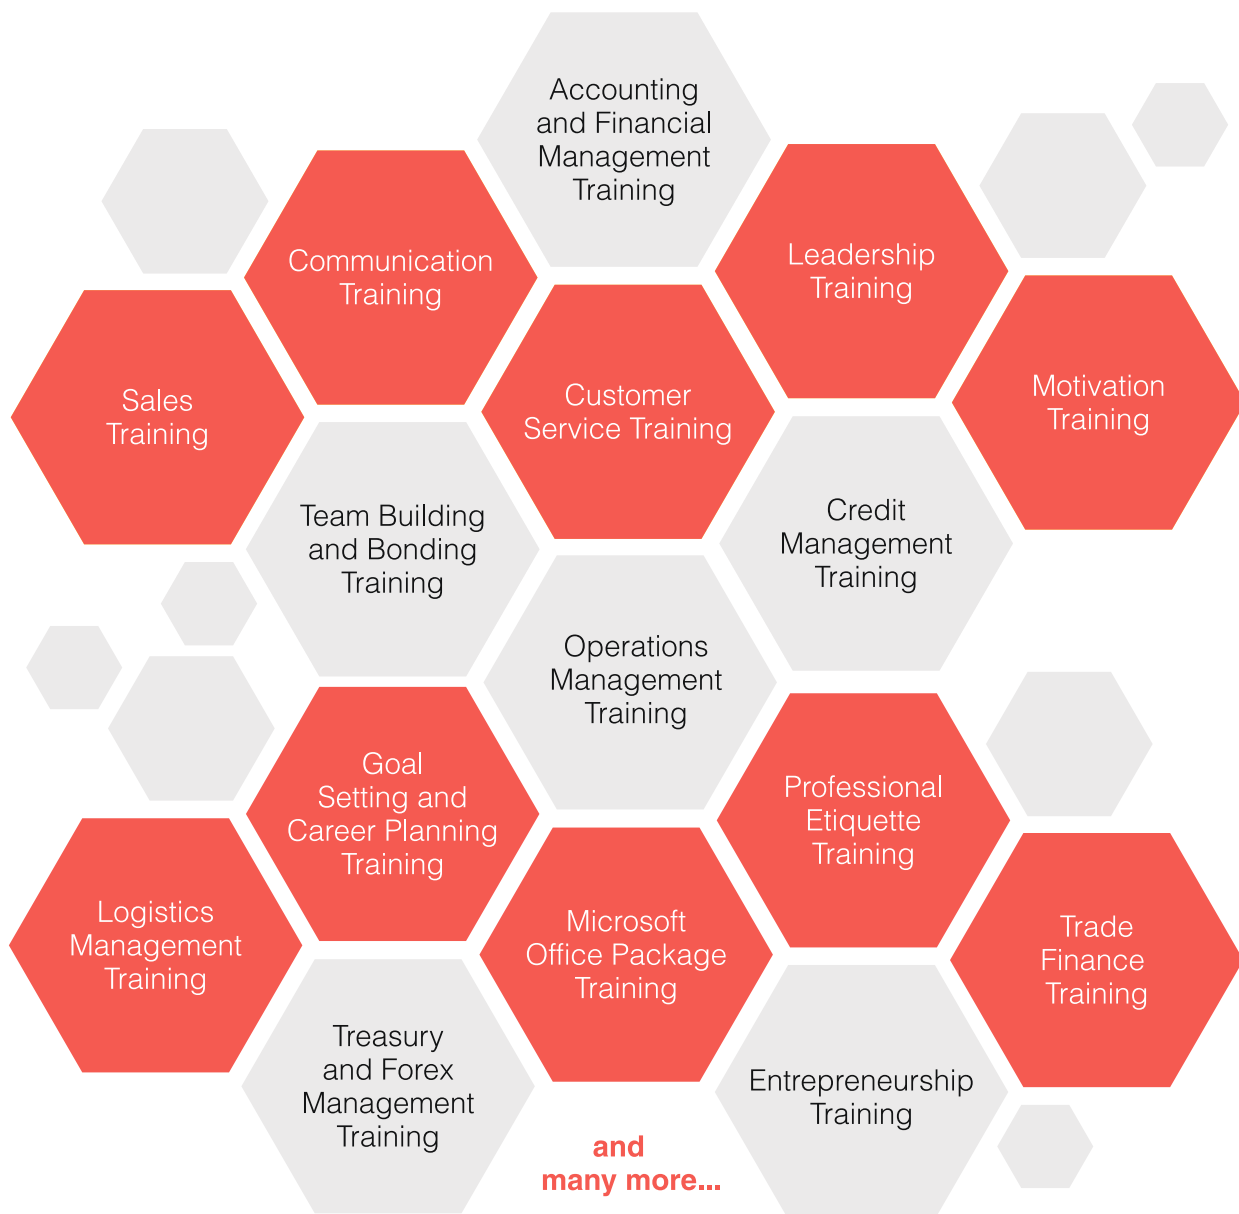 Accounting
and Financial
Management
Training
Communication
Training
Leadership
Training
Sales
Training
Customer
Service Training
Motivation
Training
Team Building
and Bonding
Training
Credit
Management
Training
Operations
Management
Training
Goal
Setting and
Career Planning
Training
Professional
Etiquette
Training
Logistics
Management
Training
Microsoft
Office Package
Training
Trade
Finance
Training
Treasury
and Forex
Management
Training
Entrepreneurship
Training
and
many more...